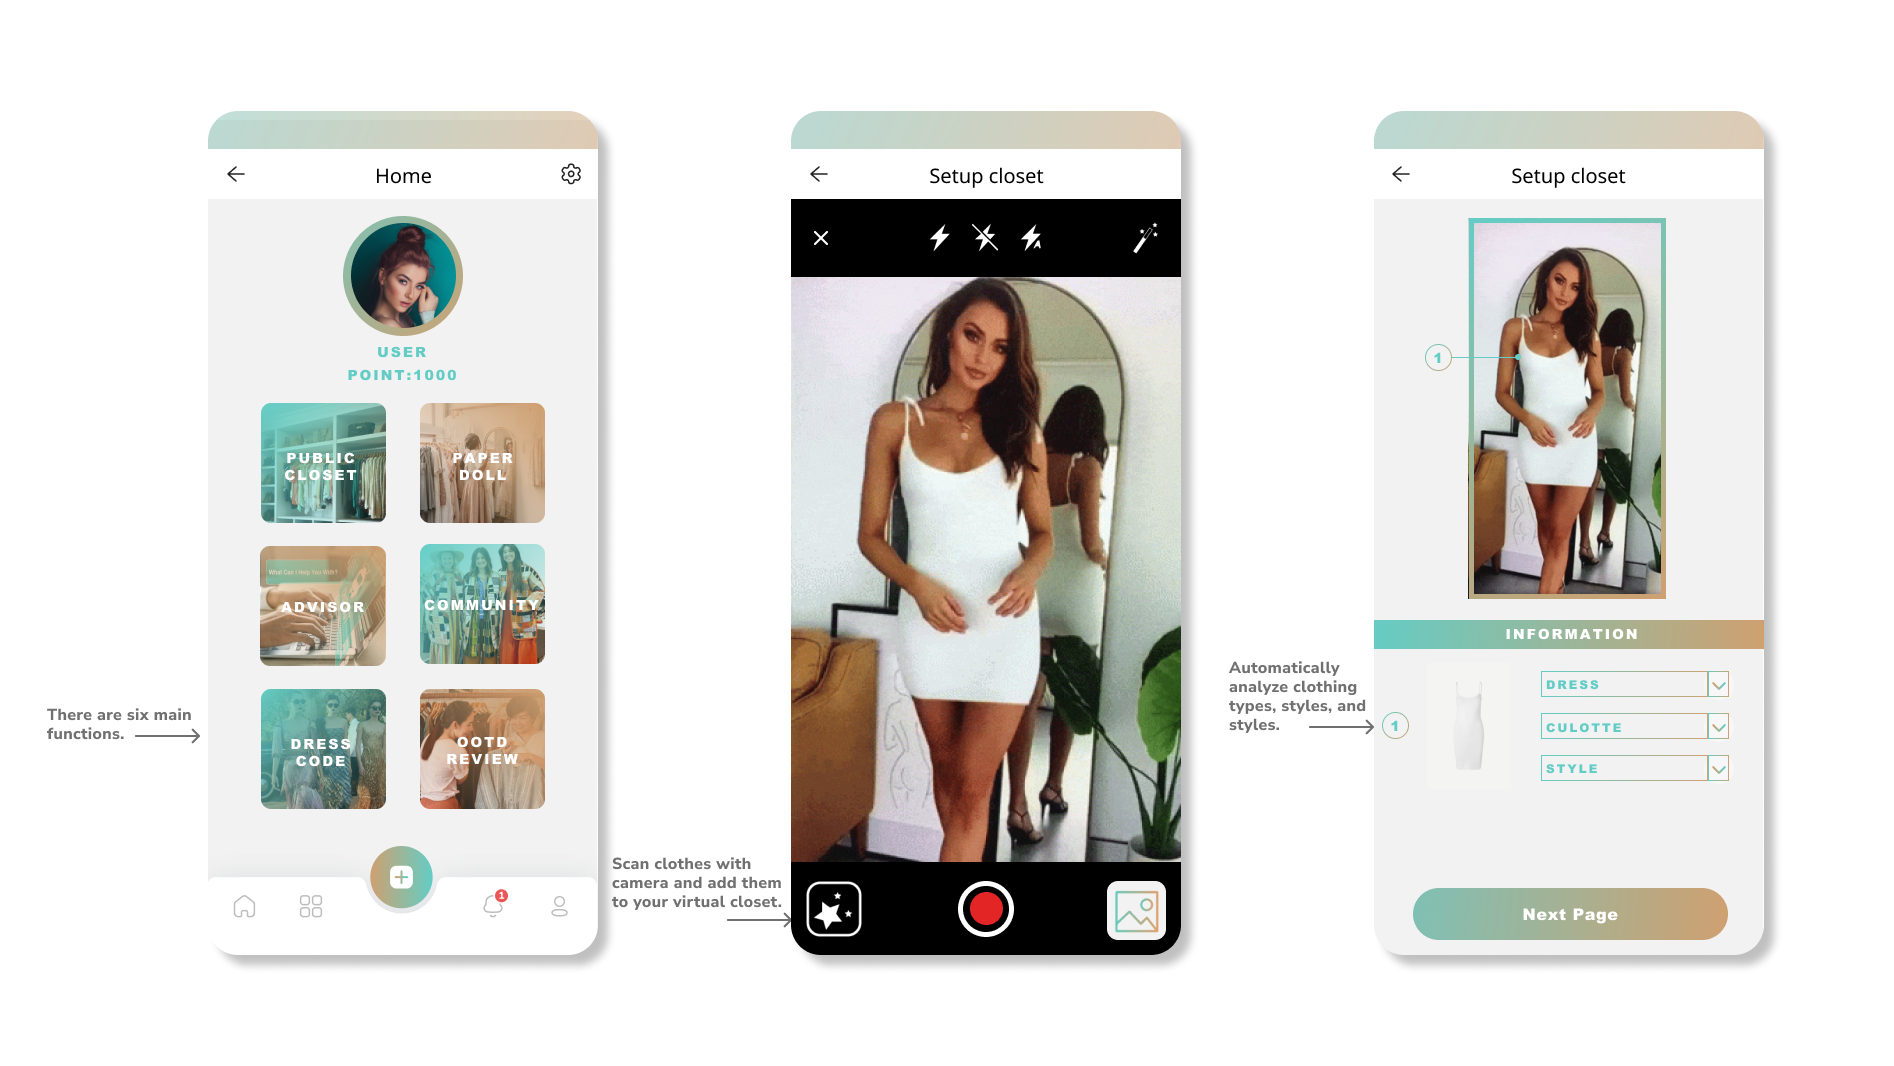 Home
USER
POINT:1000
PUBLIC
CLOSET
PAPER
DOLL
What Can I Help You With?
ADVISOR
COMMUNITY
DRESS
CODE
OOTD
REVIEW
1
There are six main
functions.
Setup closet
A
Scan clothes with
camera and add them
to your virtual closet.
Setup closet
1
INFORMATION
Automatically
analyze clothing
types, styles, and
styles.
1
DRESS
CULOTTE
STYLE
Next Page